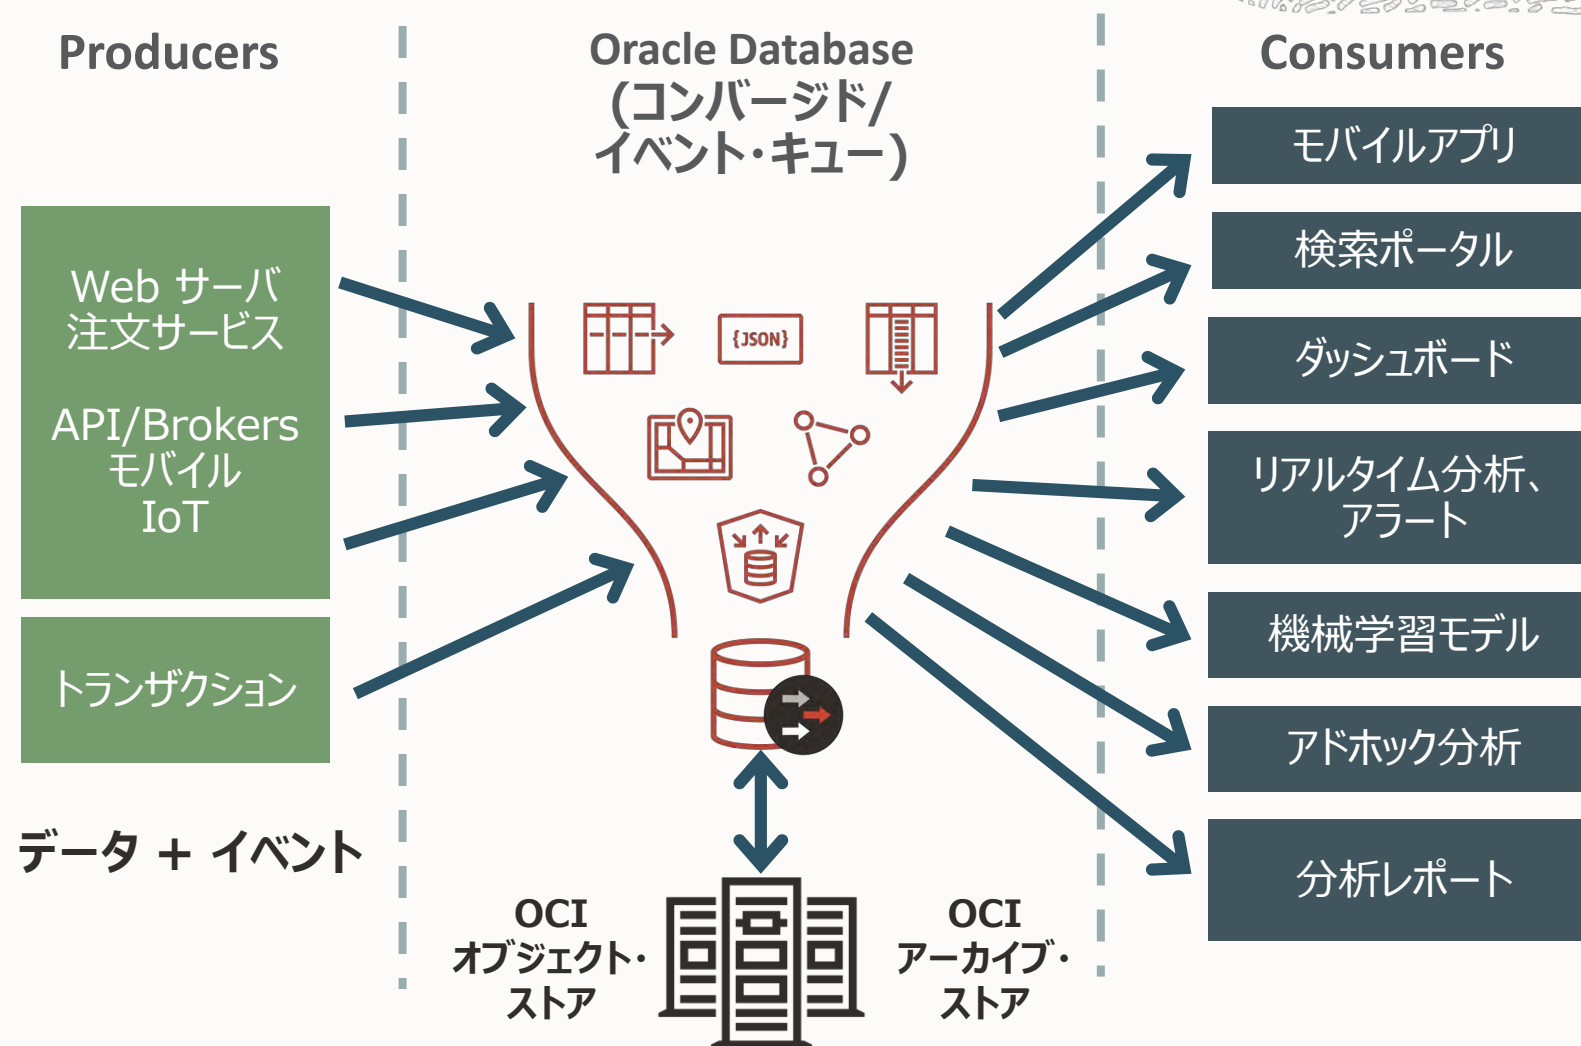 Producers
Oracle Database
(コンバージド/
イベント・キュー)
Consumers
Web サーバ
注文サービス
API/Brokers
モバイル
IoT
トランザクション
データ + イベント
{JSON}
OCI
オブジェクト・
ストア
OCI
アーカイブ・
ストア
モバイルアプリ
検索ポータル
ダッシュボード
リアルタイム分析、
アラート
機械学習モデル
アドホック分析
分析レポート